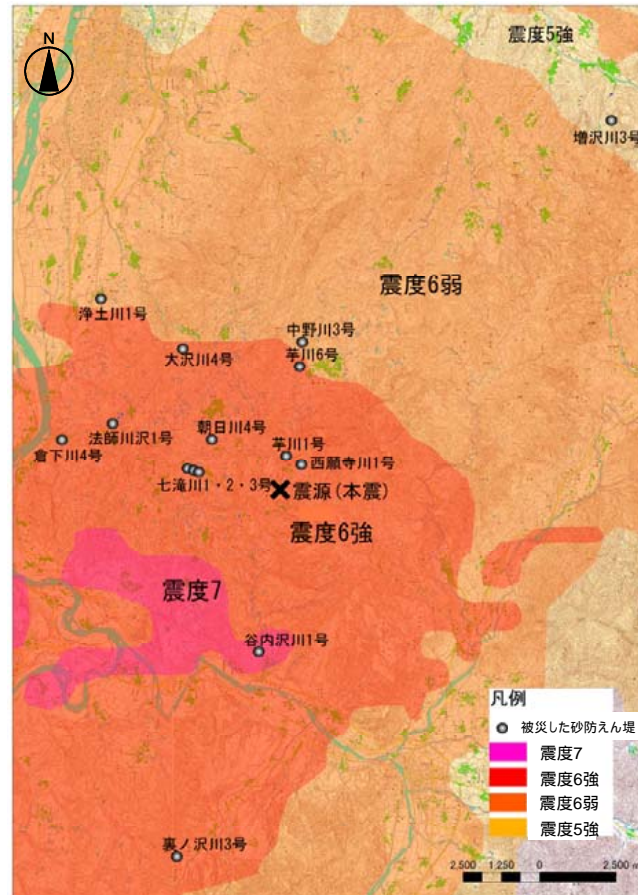 震度5強
N
増沢川3号
震度6弱
浄土川1号
中野川3号
大沢川4号
芋川6号
法師川沢1号
朝日川4号
倉下川4号
芋川1号
西願寺川1号
七滝川1・2・3号
震源(本震)
震度6強
震度7
谷内沢川1号
凡例
被災した砂防えん堤
震度7
震度6強
震度6弱
震度5強
裏ノ沢川3号
2,500 1,250 0 2,500 m